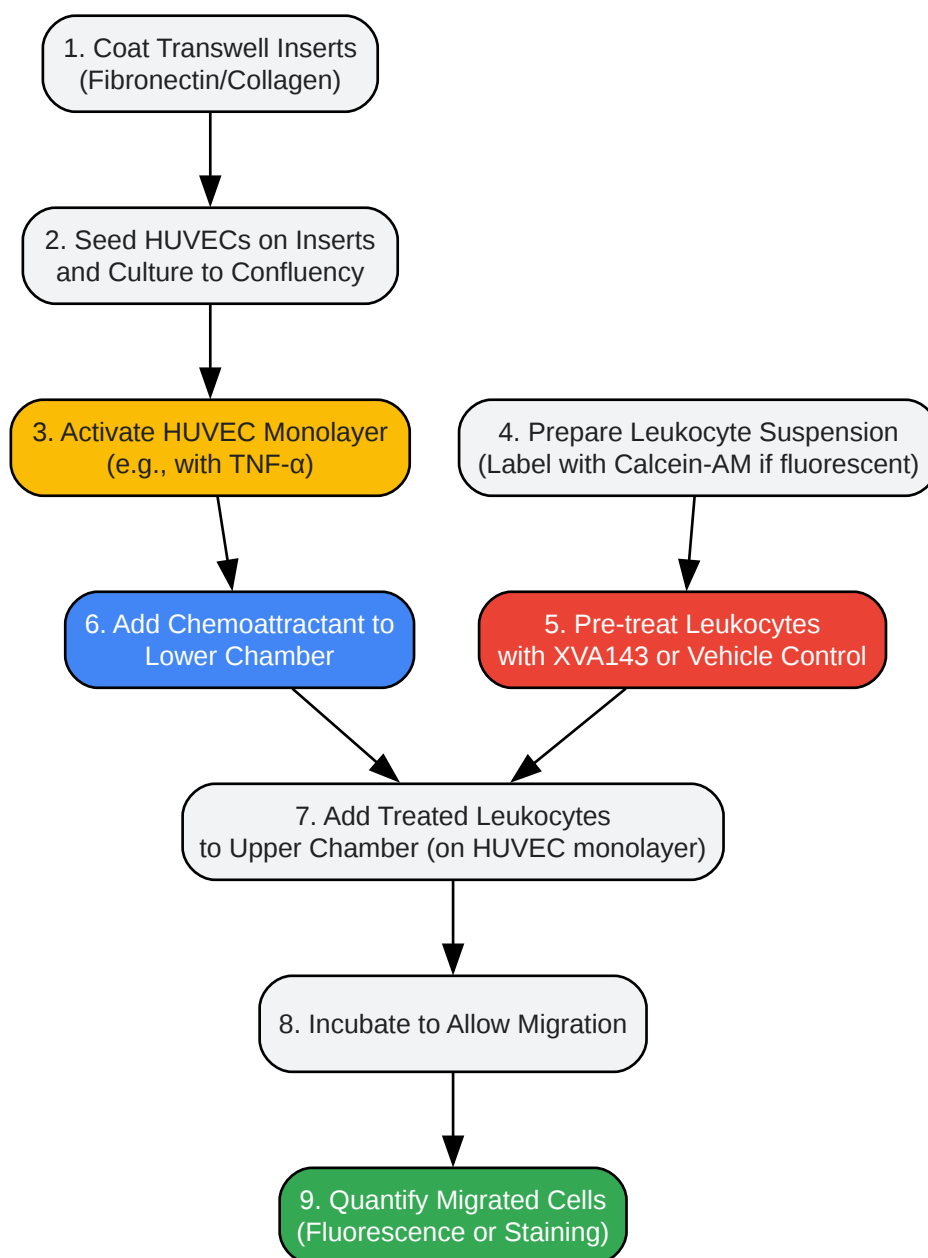 1. Coat Transwell Inserts
(Fibronectin/Collagen)
2. Seed HUVECs on Inserts
and Culture to Confluency
3. Activate HUVEC Monolayer
(e.g., with TNF-α)
4. Prepare Leukocyte Suspension
(Label with Calcein-AM if fluorescent)
6. Add Chemoattractant to
Lower Chamber
5. Pre-treat Leukocytes
with XVA143 or Vehicle Control
7. Add Treated Leukocytes
to Upper Chamber (on HUVEC monolayer)
8. Incubate to Allow Migration
9. Quantify Migrated Cells
(Fluorescence or Staining)